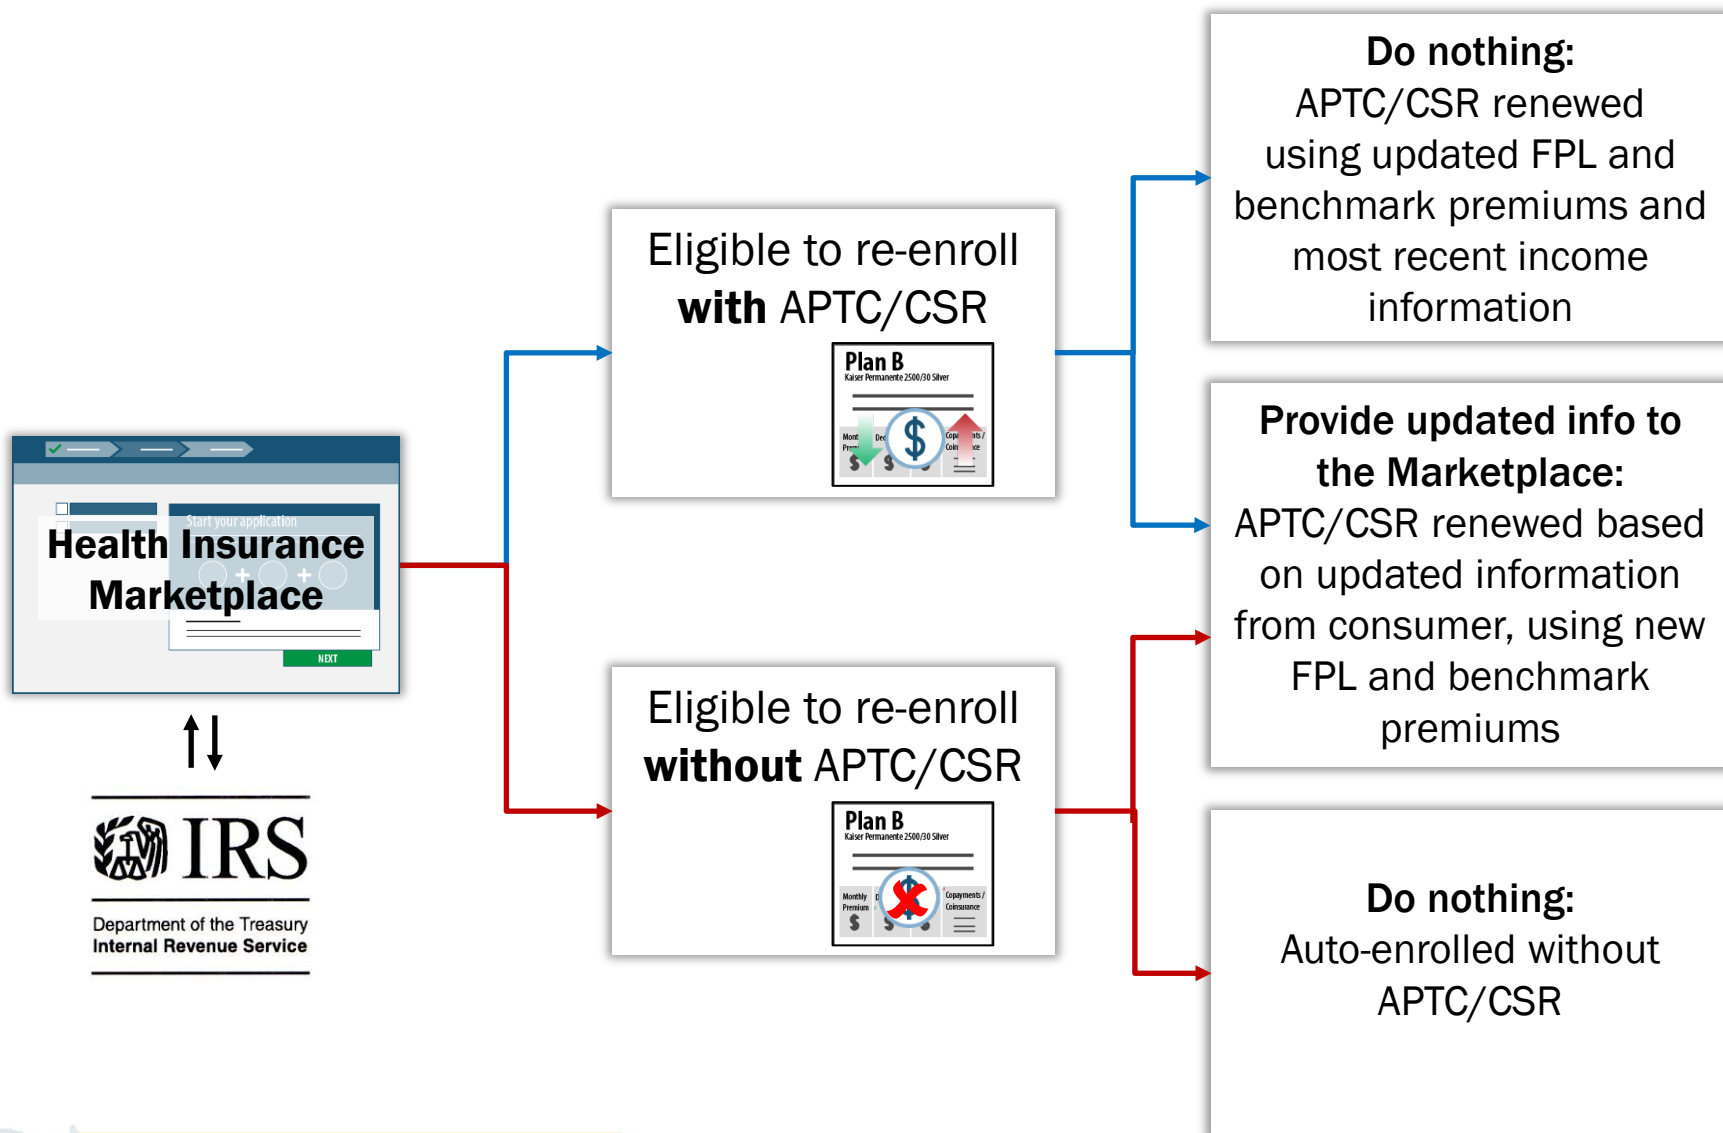 Do nothing:
APTC/CSR renewed
using updated FPL and
benchmark premiums and
most recent income
information
Eligible to re-enroll
with APTC/CSR
Plan B
Kaiser Permanente 2500/30 Silver
Provide updated info to
the Marketplace:
APTC/CSR renewed based
on updated information
from consumer, using new
FPL and benchmark
premiums
Start your application
Health Insurance
Marketplace
NEXT
Eligible to re-enroll
without APTC/CSR
Plan B
Kaiser Permanente 2500/30 Silver
Monthly
Premium
Copayments /
Coinsurance
IRS
Department of the Treasury
Internal Revenue Service
Do nothing:
Auto-enrolled without
APTC/CSR